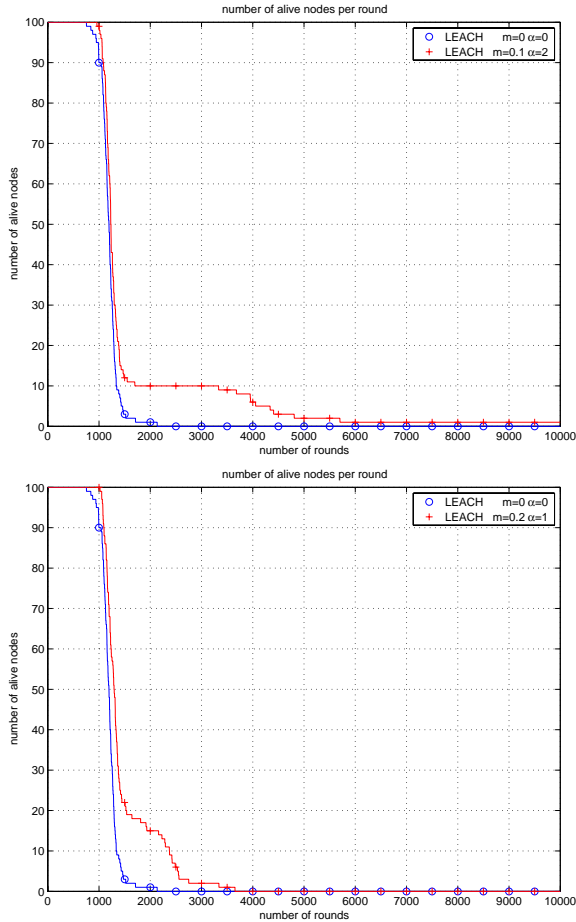 number of alive nodes per round
LEACH m=0 α=0
LEACH m=0.1 α=2
100
90
80
70
60
50
40
30
20
10
0
number of alive nodes
0 1000 2000 3000 4000 5000 6000 7000 8000 9000 10000
number of rounds
number of alive nodes per round
LEACH m=0 α=0
LEACH m=0.2 α=1
100
90
80
70
60
50
40
30
20
10
0
number of alive nodes
0 1000 2000 3000 4000 5000 6000 7000 8000 9000 10000
number of rounds